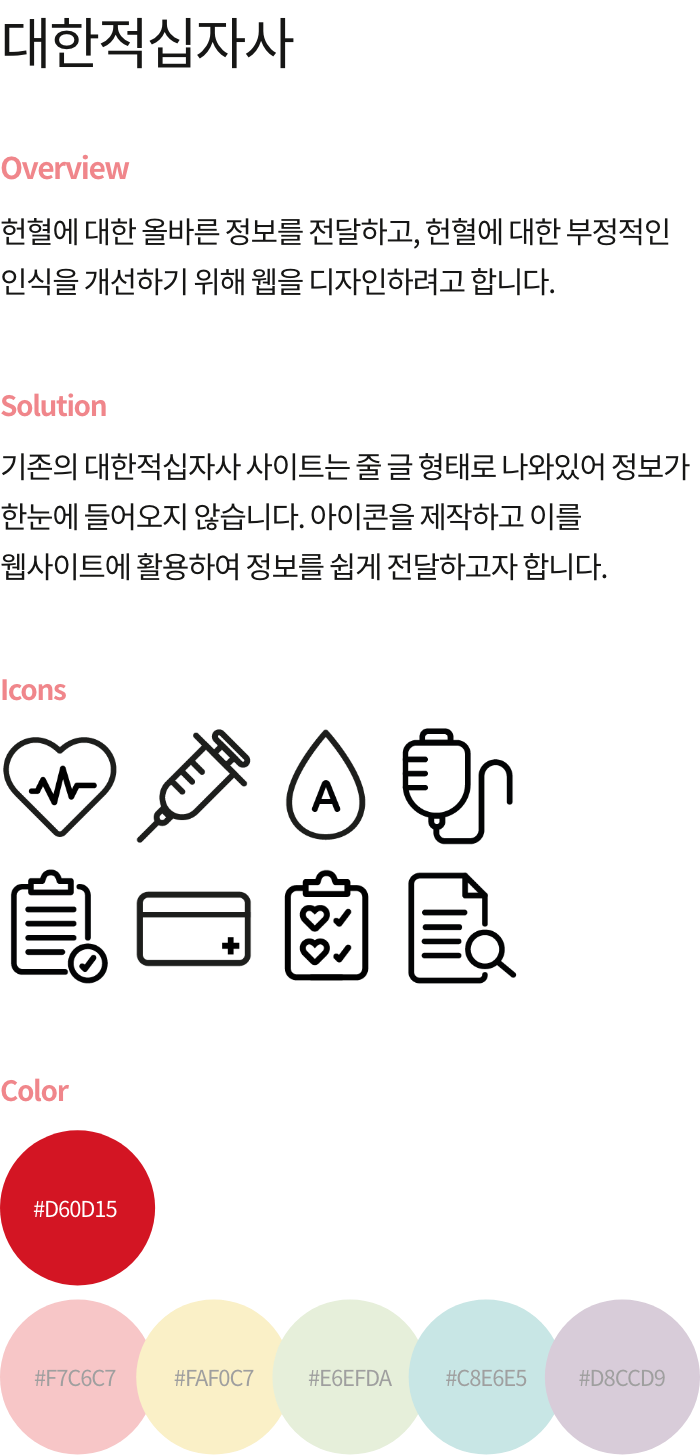 대한적십자사
Overview
헌혈에 대한 올바른 정보를 전달하고, 헌혈에 대한 부정적인
인식을 개선하기 위해 웹을 디자인하려고 합니다.
Solution
기존의 대한적십자사 사이트는 줄 글 형태로 나와있어 정보가
한눈에 들어오지 않습니다. 아이콘을 제작하고 이를
웹사이트에 활용하여 정보를 쉽게 전달하고자 합니다.
Icons
A
Color
#D60D15
#F7C6C7 #FAF0C7 #E6EFDA #C8E6E5 #D8CCD9